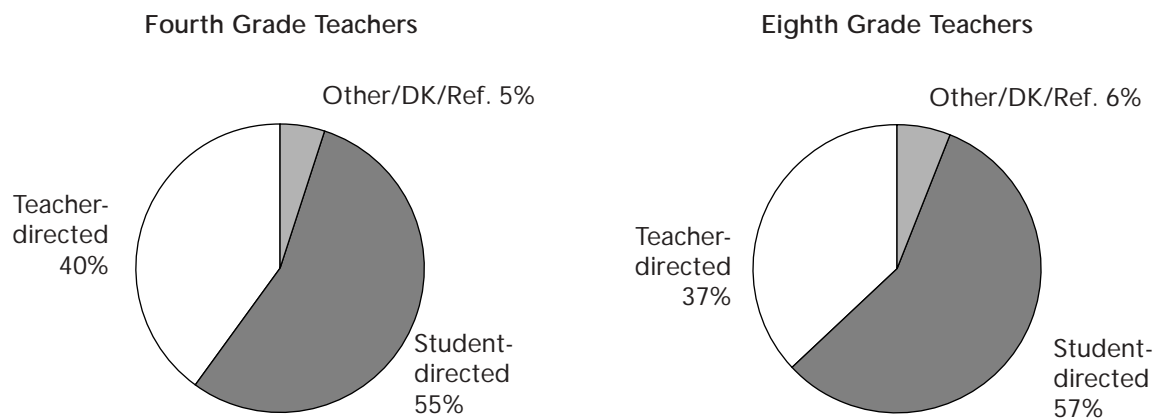 Fourth Grade Teachers
Other/DK/Ref. 5%
Teacher-
directed
40%
Student-
directed
55%
Eighth Grade Teachers
Other/DK/Ref. 6%
Teacher-
directed
37%
Student-
directed
57%